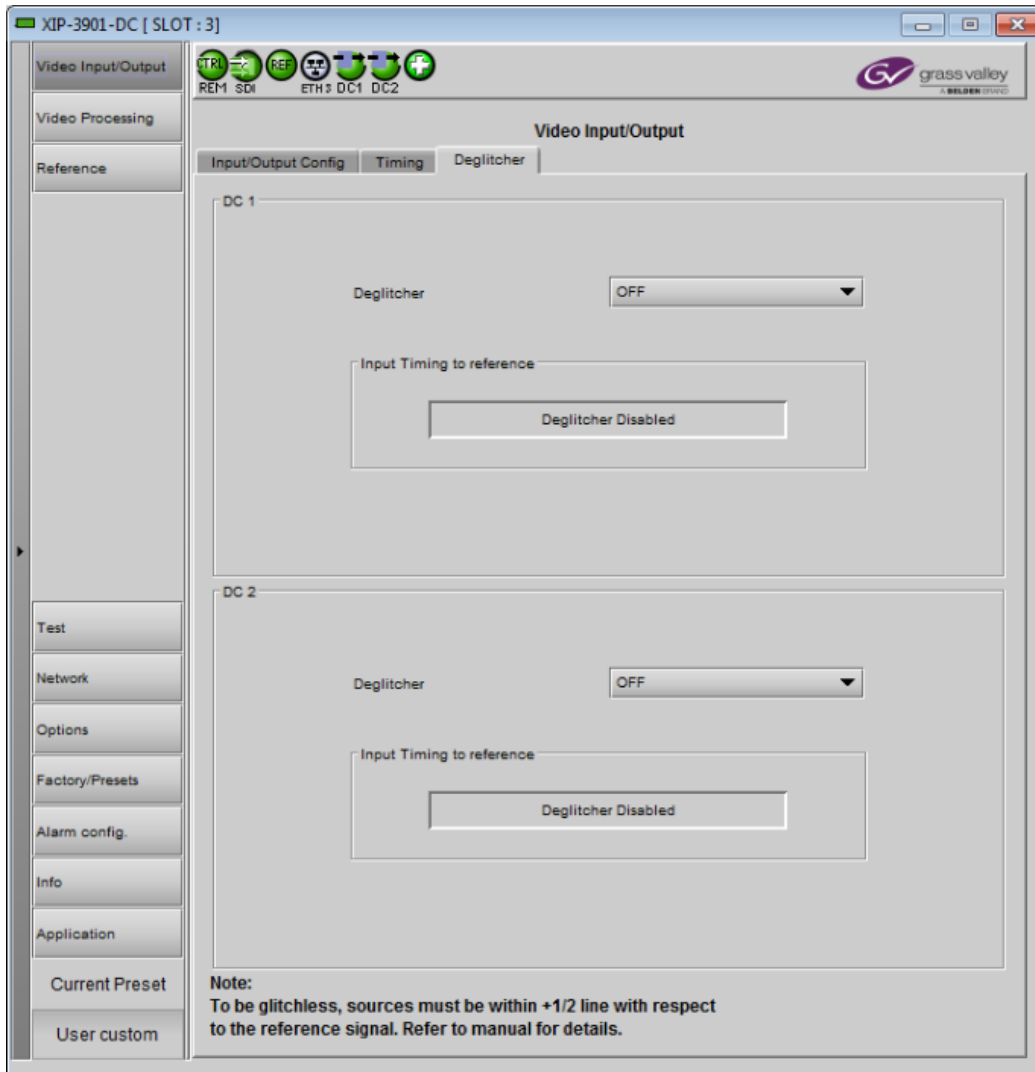 XIP-3901-DC [ SLOT : 3]
Video Input/Output
Video Processing
Reference
Test
Network
Options
Factory/Presets
Alarm config.
Info
Application
Current Preset
User custom
CTRL REF
REM SDI ETH 3 DC1 DC2
GV grass valley
A BELDEN BRAND
Video Input/Output
Input/Output Config Timing Deglitcher
DC 1
Deglitcher OFF
Input Timing to reference
Deglitcher Disabled
DC 2
Deglitcher OFF
Input Timing to reference
Deglitcher Disabled
Note:
To be glitchless, sources must be within +1/2 line with respect
to the reference signal. Refer to manual for details.